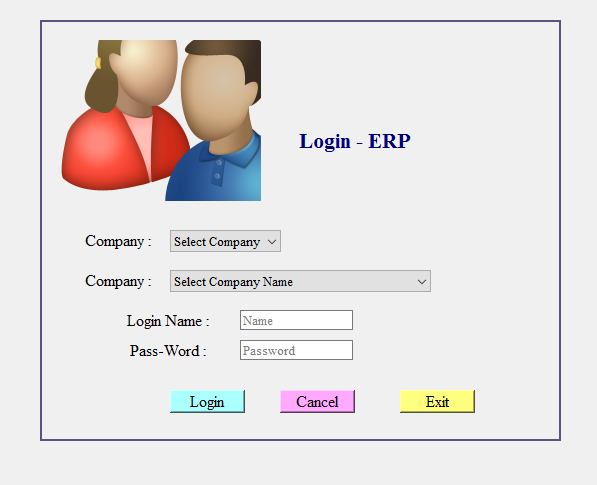 Login - ERP
Company : Select Company
Company : Select Company Name
Login Name : Name
Pass-Word : Password
Login Cancel Exit